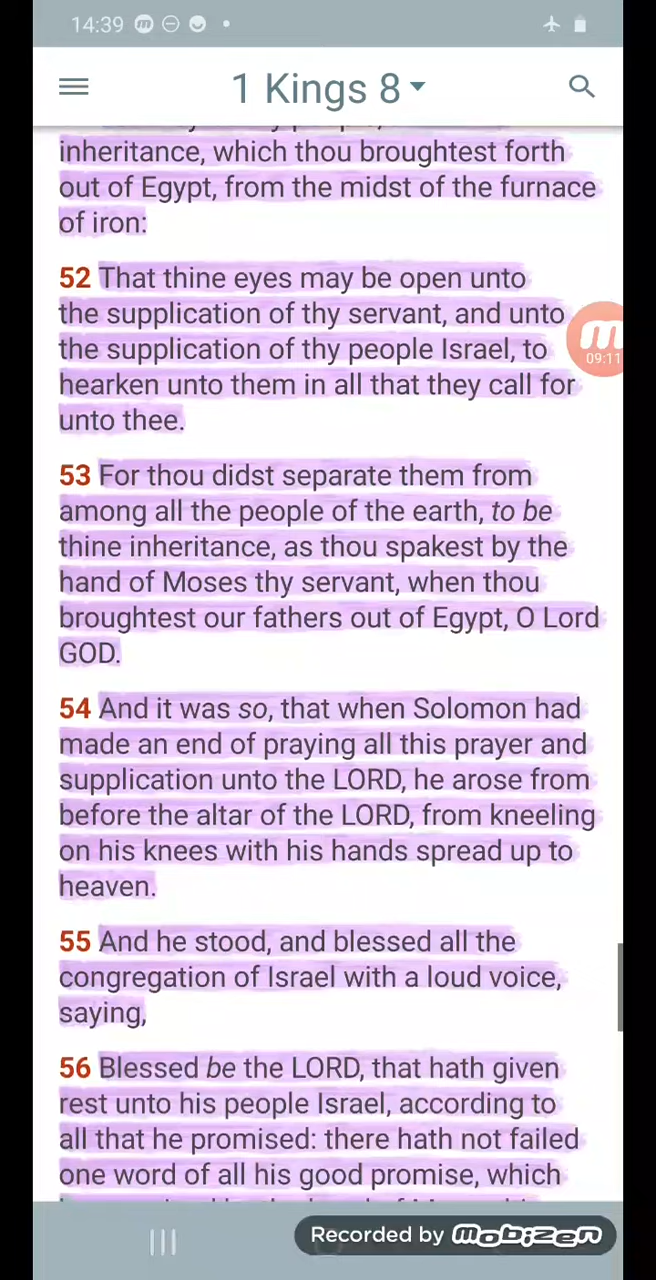 14:39
1 Kings 8
inheritance, which thou broughtest forth
out of Egypt, from the midst of the furnace
of iron:
52 That thine eyes may be open unto
the supplication of thy servant, and unto
the supplication of thy people Israel, to
hearken unto them in all that they call for
unto thee.
09:11
53 For thou didst separate them from
among all the people of the earth, to be
thine inheritance, as thou spakest by the
hand of Moses thy servant, when thou
broughtest our fathers out of Egypt, O Lord
GOD.
54 And it was so, that when Solomon had
made an end of praying all this prayer and
supplication unto the LORD, he arose from
before the altar of the LORD, from kneeling
on his knees with his hands spread up to
heaven.
55 And he stood, and blessed all the
congregation of Israel with a loud voice,
saying,
56 Blessed be the LORD, that hath given
rest unto his people Israel, according to
all that he promised: there hath not failed
one word of all his good promise, which
Recorded by mobizen